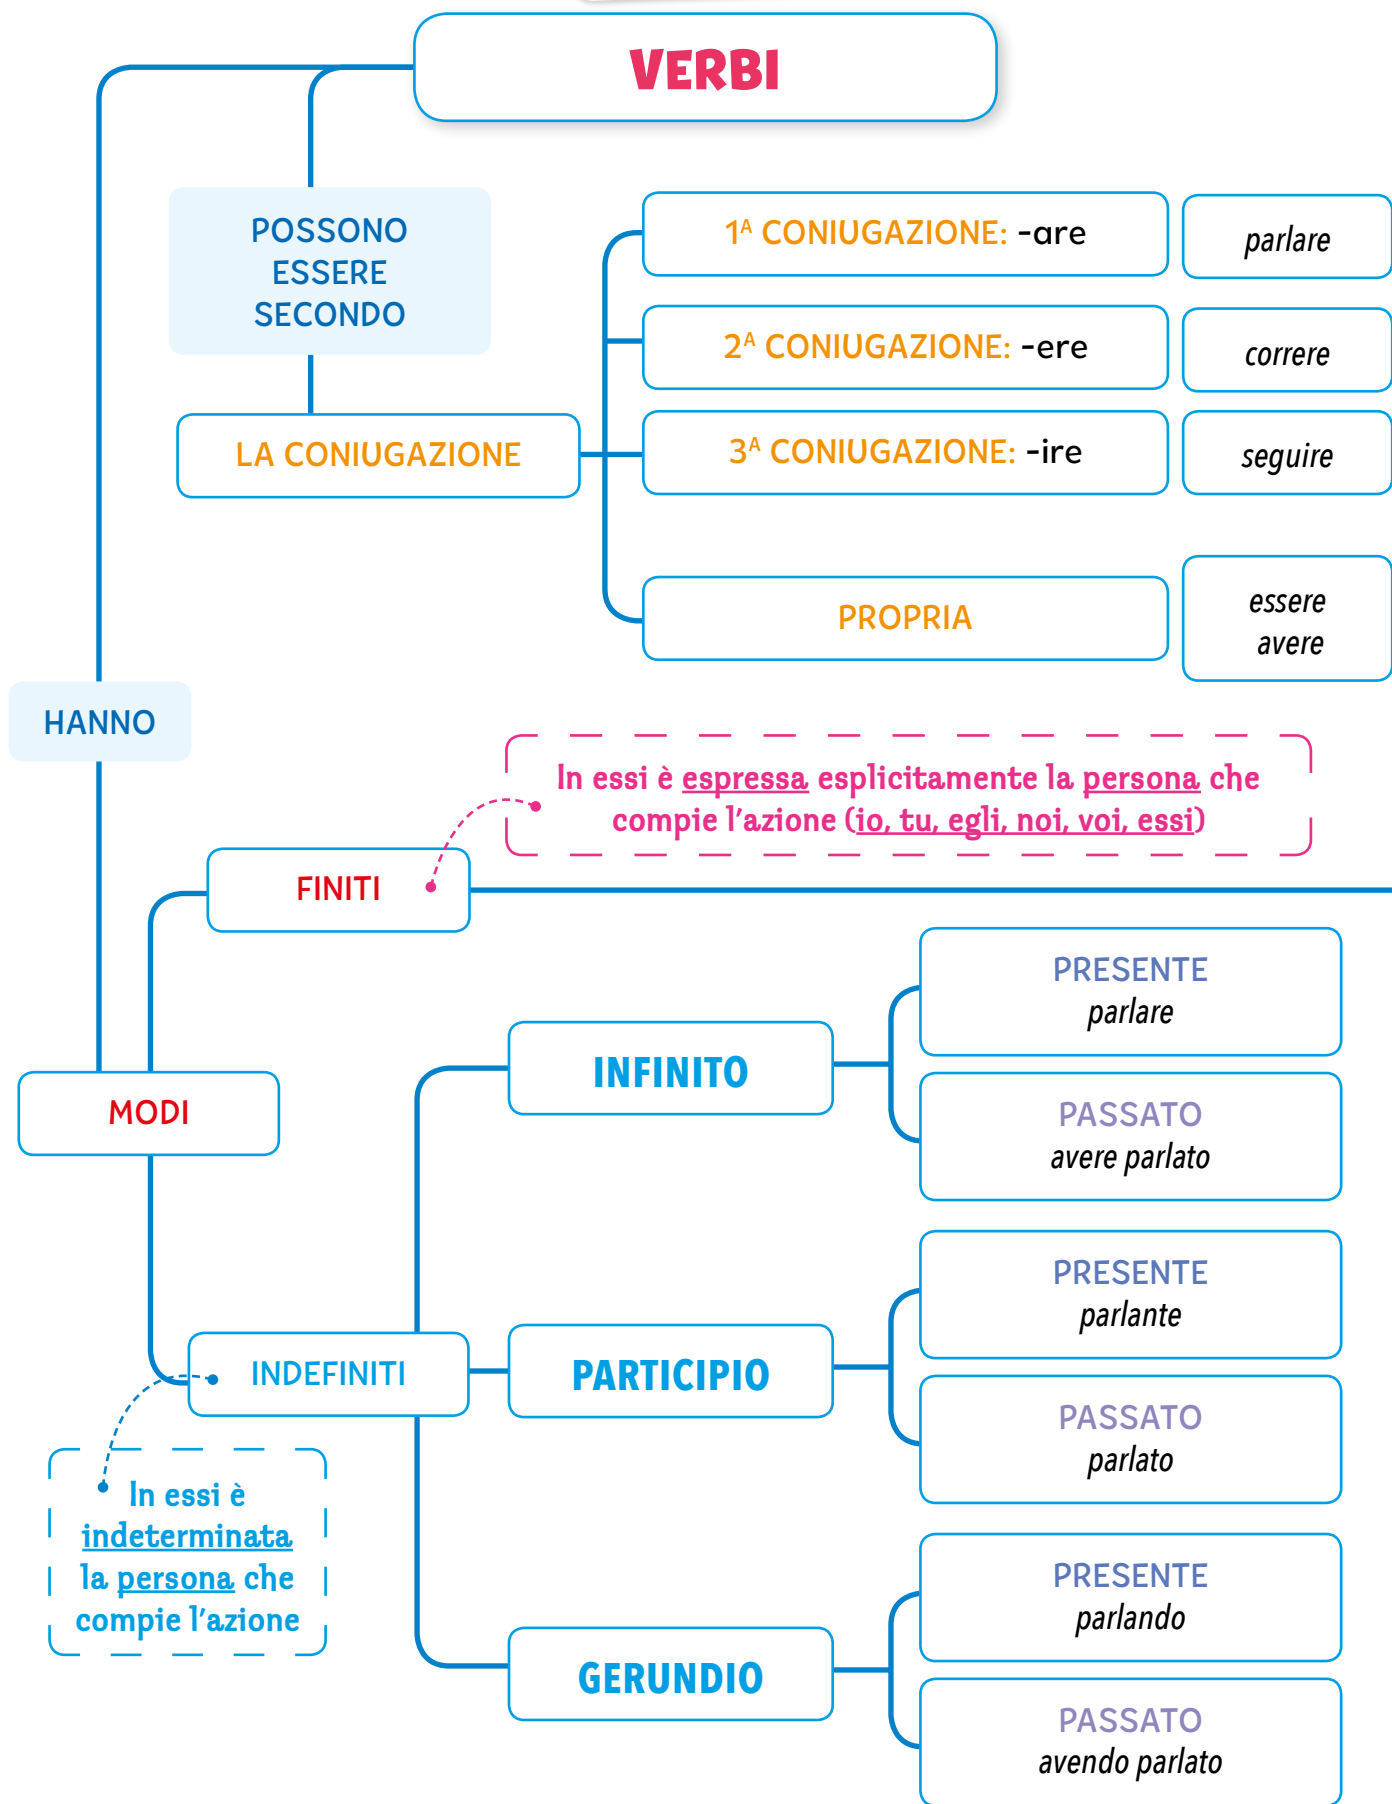 VERBI
POSSONO
ESSERE
SECONDO
LA CONIUGAZIONE
1ᴬ CONIUGAZIONE: -are
parlare
2ᴬ CONIUGAZIONE: -ere
correre
3ᴬ CONIUGAZIONE: -ire
seguire
PROPRIA
essere
avere
HANNO
MODI
FINITI
In essi è espressa esplicitamente la persona che
compie l'azione (io, tu, egli, noi, voi, essi)
INDEFINITI
In essi è
indeterminata
la persona che
compie l'azione
INFINITO
PRESENTE
parlare
PASSATO
avere parlato
PARTICIPIO
PRESENTE
parlante
PASSATO
parlato
GERUNDIO
PRESENTE
parlando
PASSATO
avendo parlato